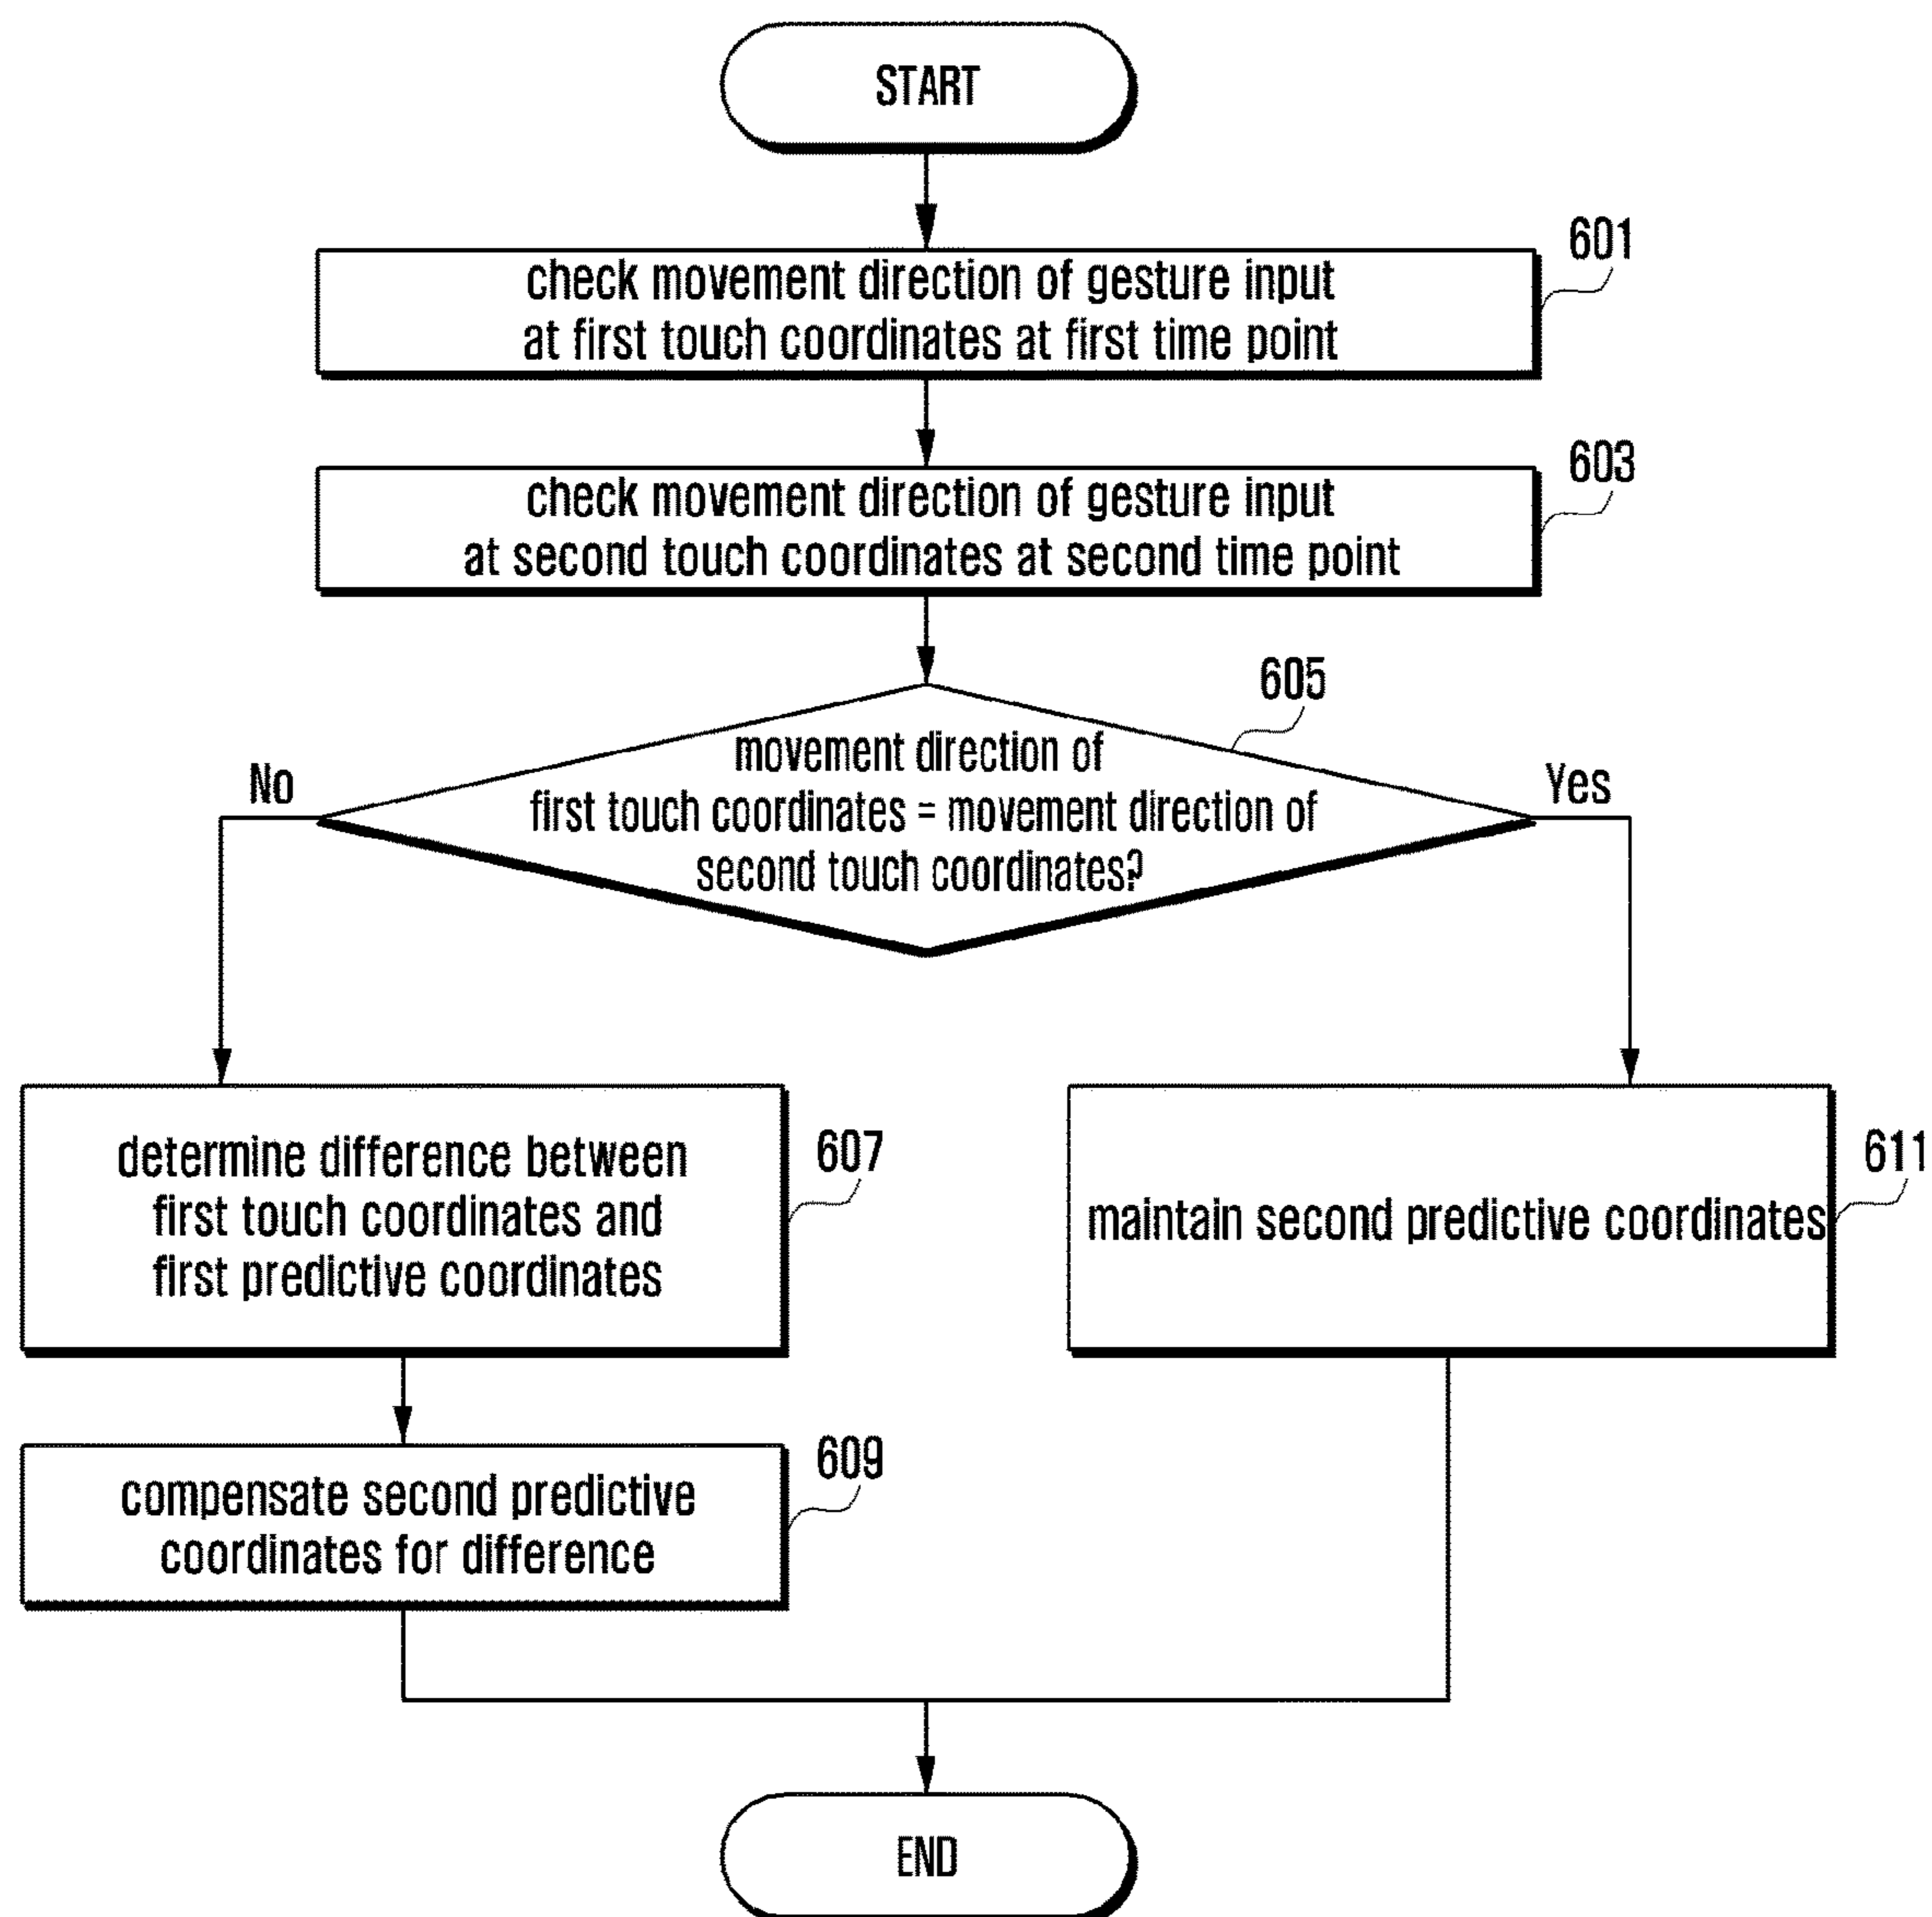 START
601
check movement direction of gesture input
at first touch coordinates at first time point
603
check movement direction of gesture input
at second touch coordinates at second time point
605
movement direction of
first touch coordinates = movement direction of
second touch coordinates?
No
Yes
determine difference between
first touch coordinates and
first predictive coordinates
607
maintain second predictive coordinates
611
compensate second predictive
coordinates for difference
609
END